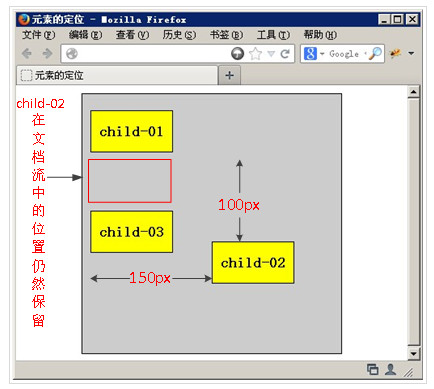 元素的定位 - Mozilla Firefox
文件(F) 编辑(E) 查看(V) 历史(S) 书签(B) 工具(T) 帮助(H)
Google
元素的定位
child-02
在文档流中的位置仍然保留
child-01
100px
child-03
child-02
150px